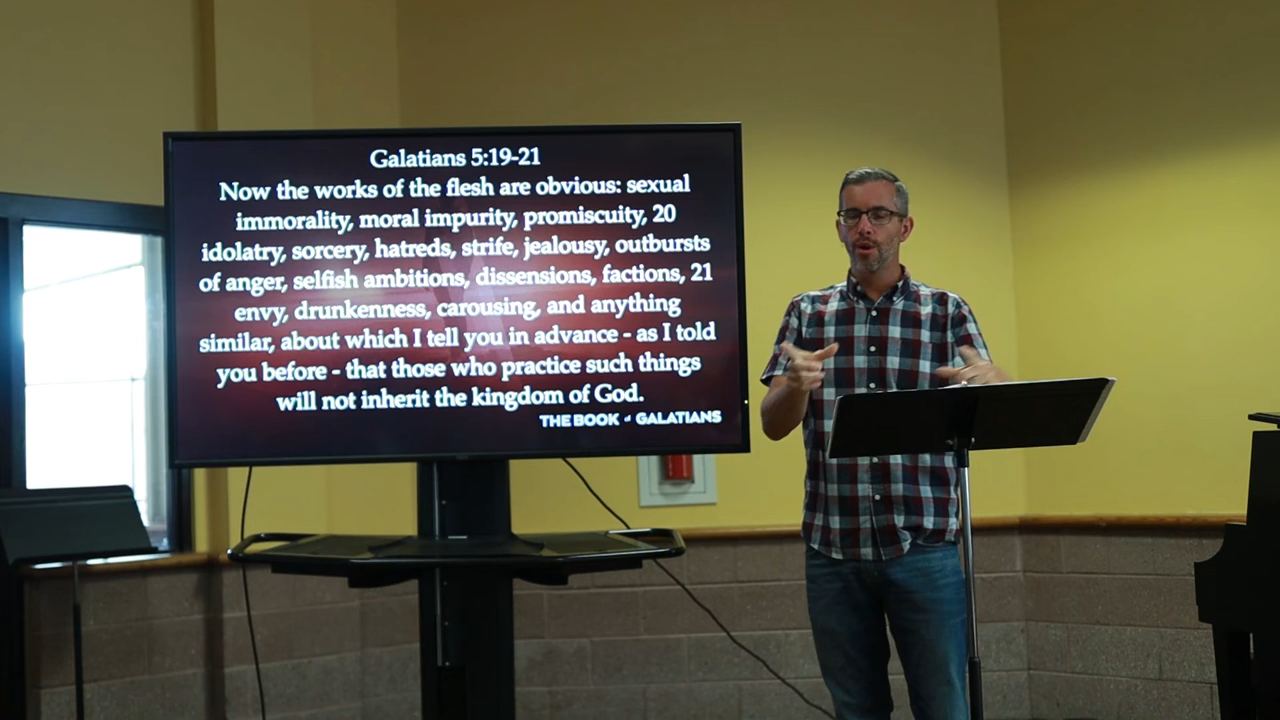 Galatians 5:19-21
Now the works of the flesh are obvious: sexual
immorality, moral impurity, promiscuity, 20
idolatry, sorcery, hatreds, strife, jealousy, outbursts
of anger, selfish ambitions, dissensions, factions, 21
envy, drunkenness, carousing, and anything
similar, about which I tell you in advance - as I told
you before - that those who practice such things
will not inherit the kingdom of God.
THE BOOK of GALATIANS